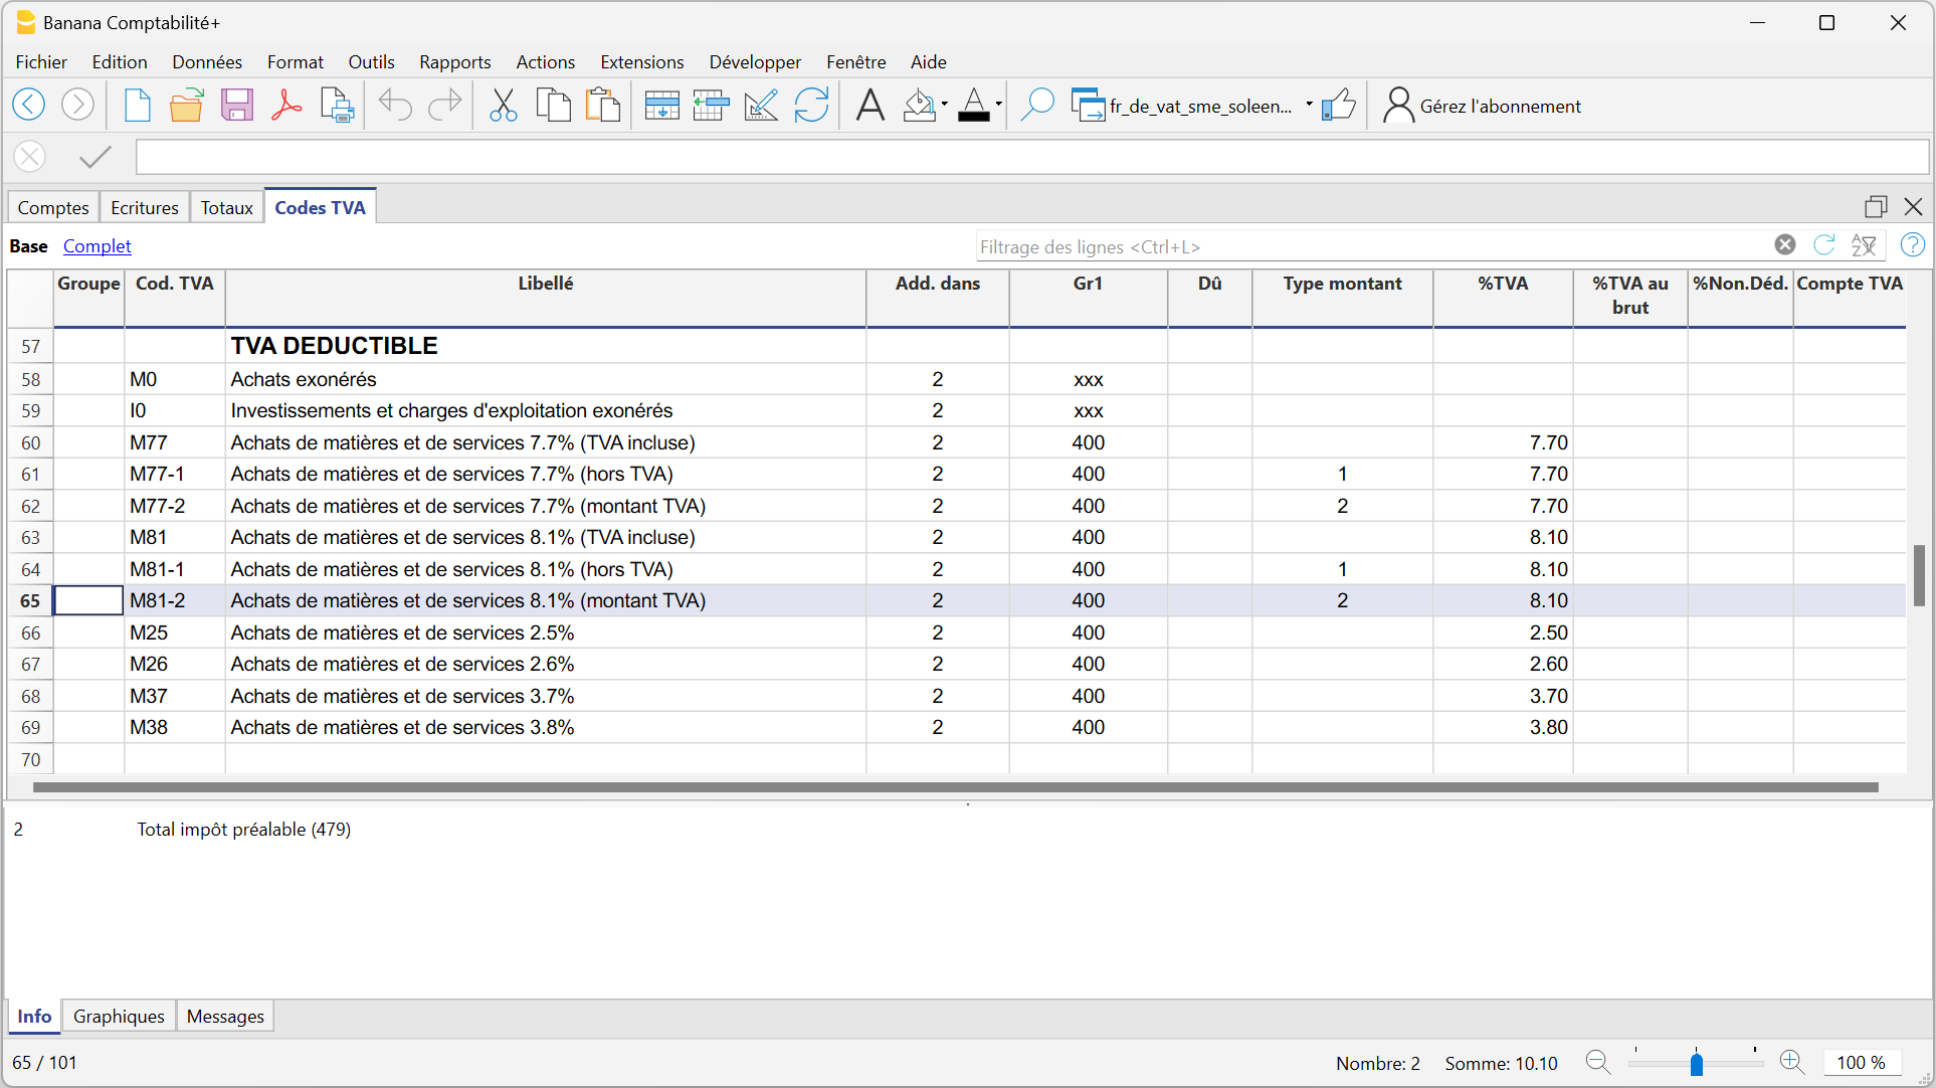 Banana Comptabilité+
Fichier Edition Données Format Outils Rapports Actions Extensions Développer Fenêtre Aide
fr_de_vat_sme_soleen... Gérez l'abonnement
Comptes Ecritures Totaux Codes TVA
Base Complet Filtrage des lignes <Ctrl+L>
Groupe Cod. TVA Libellé Add. dans Gr1 Dû Type montant %TVA %TVA au brut %Non.Déd. Compte TVA
57 TVA DEDUCTIBLE
58 M0 Achats exonérés 2 xxx
59 I0 Investissements et charges d'exploitation exonérés 2 xxx
60 M77 Achats de matières et de services 7.7% (TVA incluse) 2 400 7.70
61 M77-1 Achats de matières et de services 7.7% (hors TVA) 2 400 1 7.70
62 M77-2 Achats de matières et de services 7.7% (montant TVA) 2 400 2 7.70
63 M81 Achats de matières et de services 8.1% (TVA incluse) 2 400 8.10
64 M81-1 Achats de matières et de services 8.1% (hors TVA) 2 400 1 8.10
65 M81-2 Achats de matières et de services 8.1% (montant TVA) 2 400 2 8.10
66 M25 Achats de matières et de services 2.5% 2 400 2.50
67 M26 Achats de matières et de services 2.6% 2 400 2.60
68 M37 Achats de matières et de services 3.7% 2 400 3.70
69 M38 Achats de matières et de services 3.8% 2 400 3.80
70
2 Total impôt préalable (479)
Info Graphiques Messages
65 / 101 Nombre: 2 Somme: 10.10 100 %